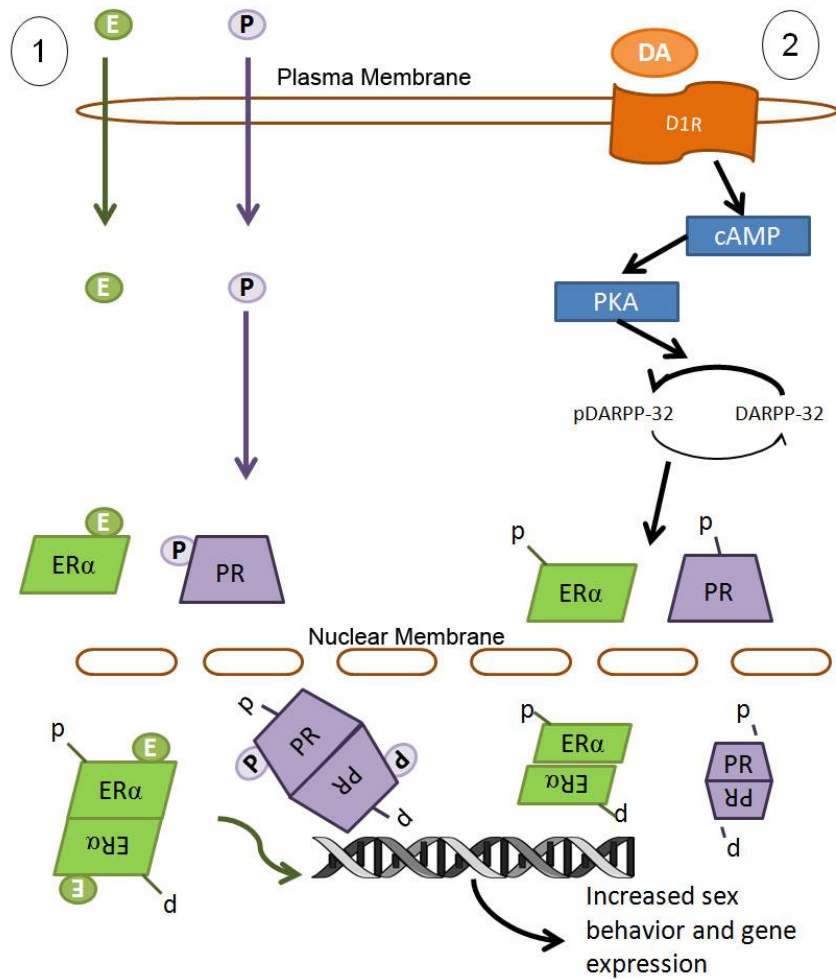 1
E
P
DA
2
Plasma Membrane
D1R
cAMP
E
P
PKA
pDARPP-32
DARPP-32
E
P
p
p
ERα
PR
ERα
PR
Nuclear Membrane
p
E
ERα
ERα
E
p
p
P
PR
PR
P
p
p
ERα
ERα
p
p
PR
PR
p
Increased sex
behavior and gene
expression